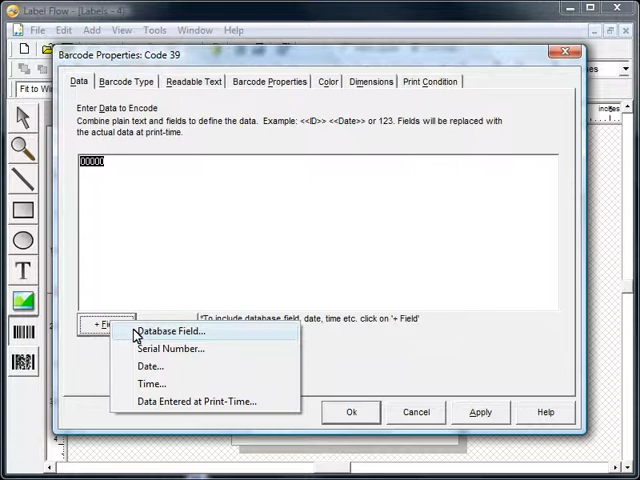 Label Flow - [Labels - 4]
File Edit Add Tools Window Help
Fit to Wi
inches
Barcode Properties: Code 39
Data Barcode Type Readable Text Barcode Properties Color Dimensions Print Condition
Enter Data to Encode
Combine plain text and fields to define the data. Example: <<ID>> <<Date>> or 123. Fields will be replaced with
the actual data at print-time.
00000
*To include database field, date, time etc. click on '+ Field'
Database Field...
Serial Number...
Date...
Time...
Data Entered at Print-Time...
Ok Cancel Apply Help